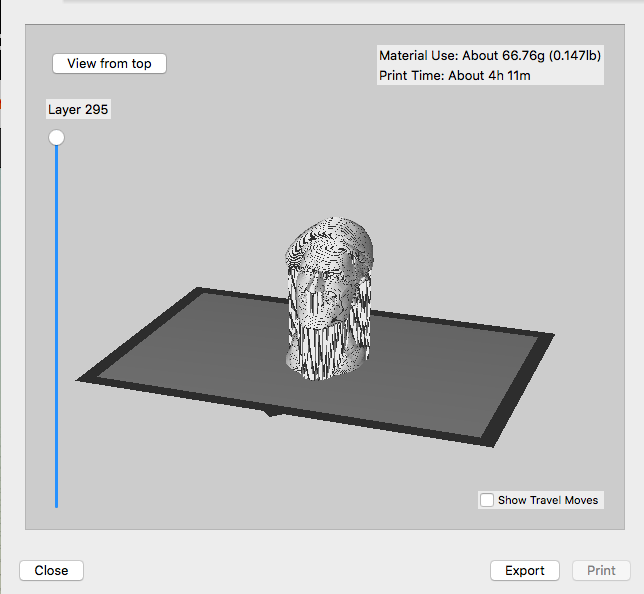 View from top
Material Use: About 66.76g (0.147lb)
Print Time: About 4h 11m
Layer 295
Show Travel Moves
Close
Export
Print